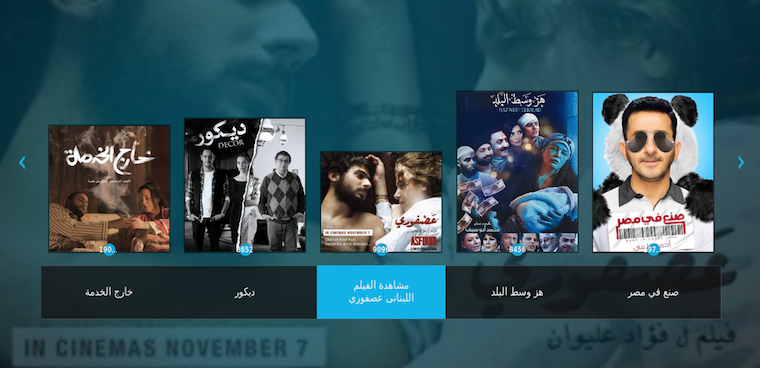 خارج الخدمة
ديكور
DECOR
عصفوري
IN CINEMAS NOVEMBER 7
ASFOURI
هز وسط البلد
صنع في مصر
190..
8652
9096
8456
97.
خارج الخدمة
ديكور
مشاهدة الفيلم
اللبنانى عصفوري
هز وسط البلد
صنع في مصر
فيلم ل فؤاد عليوان
IN CINEMAS NOVEMBER 7